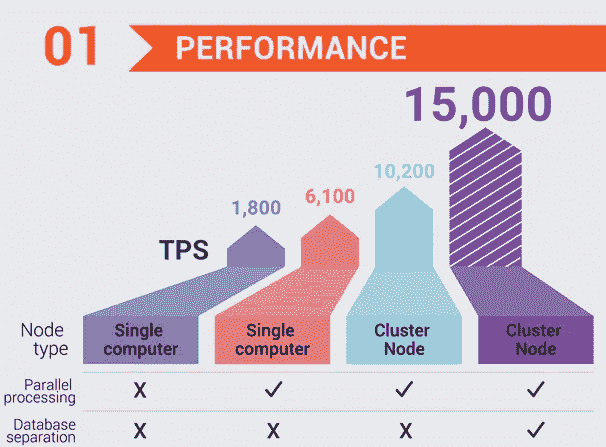 01 PERFORMANCE
15,000
10,200
6,100
1,800
TPS
Node type
Single computer
Single computer
Cluster Node
Cluster Node
Parallel processing
X ✓ ✓ ✓
Database separation
X X X ✓